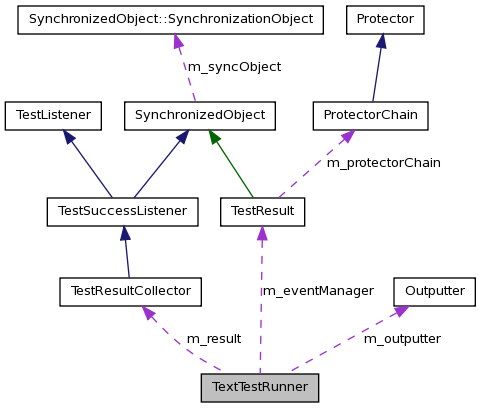 SynchronizedObject::SynchronizationObject
Protector
m_syncObject
TestListener
SynchronizedObject
ProtectorChain
m_protectorChain
TestSuccessListener
TestResult
TestResultCollector
m_eventManager
Outputter
m_result
m_outputter
TextTestRunner